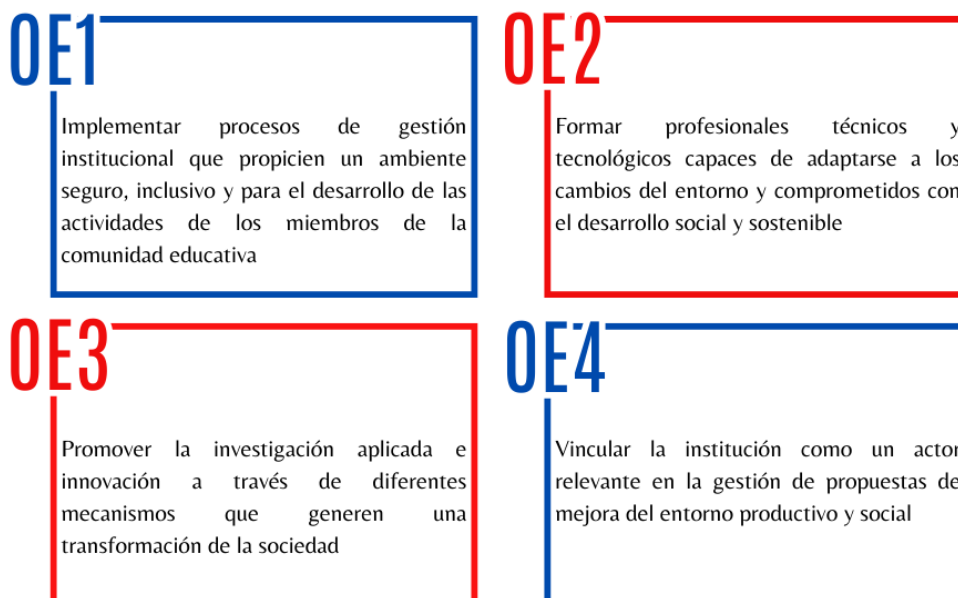 OE1
Implementar procesos de gestión
institucional que propicien un ambiente
seguro, inclusivo y para el desarrollo de las
actividades de los miembros de la
comunidad educativa
OE2
Formar profesionales técnicos y
tecnológicos capaces de adaptarse a los
cambios del entorno y comprometidos con
el desarrollo social y sostenible
OE3
Promover la investigación aplicada e
innovación a través de diferentes
mecanismos que generen una
transformación de la sociedad
OE4
Vincular la institución como un actor
relevante en la gestión de propuestas de
mejora del entorno productivo y social